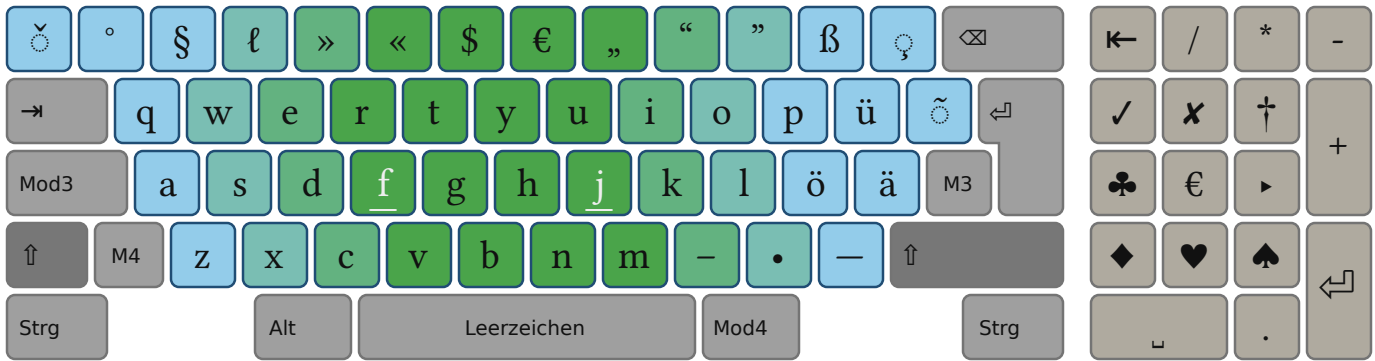 ◌̌ ° § ℓ » « $ € „ “ ” ß ◌̧ ⌫ ⇤ / * -
⇥ q w e r t y u i o p ü ◌̃ ⏎ ✓ ✘ † +
Mod3 a s d f g h j k l ö ä M3 ♣ € ‣
⇧ M4 z x c v b n m – • — ⇧ ♦ ♥ ♠ ⏎
Strg Alt Leerzeichen Mod4 Strg ␣ .